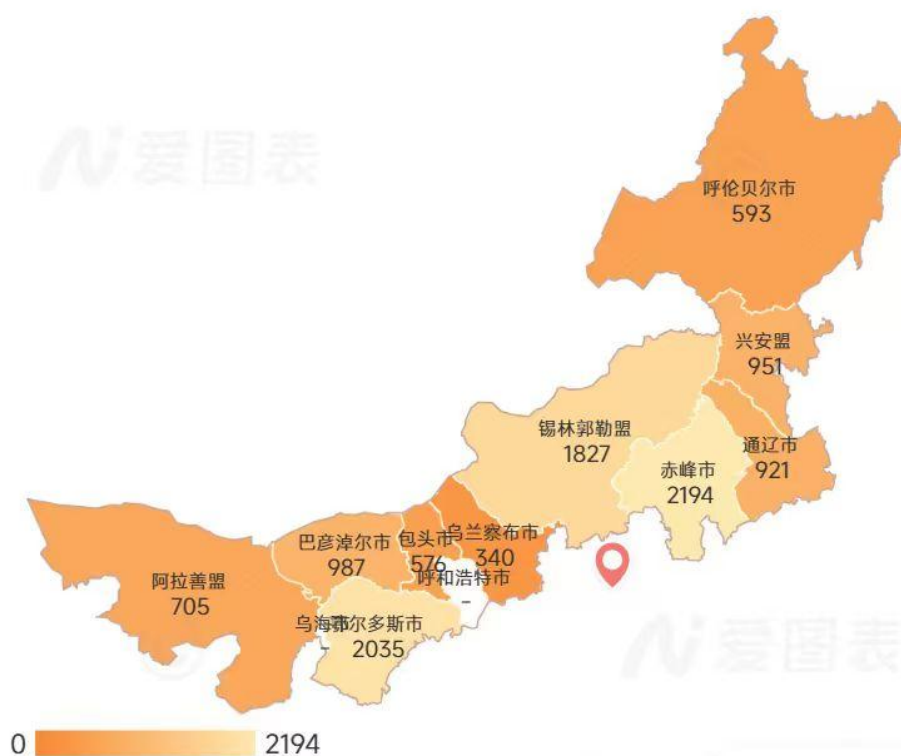 爱图表
呼伦贝尔市
593
兴安盟
951
锡林郭勒盟
1827
通辽市
921
赤峰市
2194
巴彦淖尔市
987
包头市
576
乌兰察布市
340
呼和浩特市
-
阿拉善盟
705
乌海市
-
鄂尔多斯市
2035
爱图表
0
2194